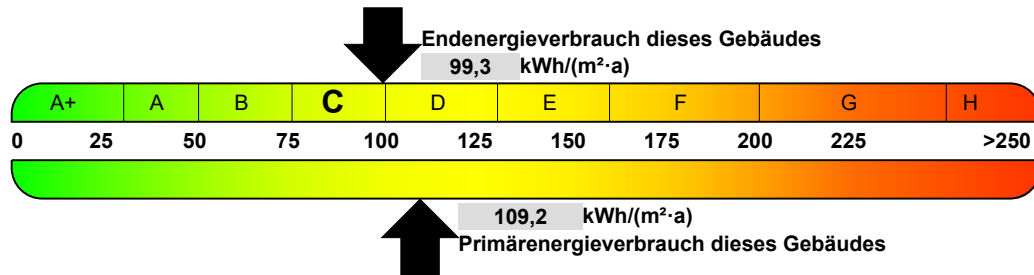 Endenergieverbrauch dieses Gebäudes
99,3 kWh/(m²·a)
A+ A B C D E F G H
0 25 50 75 100 125 150 175 200 225 >250
109,2 kWh/(m²·a)
Primärenergieverbrauch dieses Gebäudes